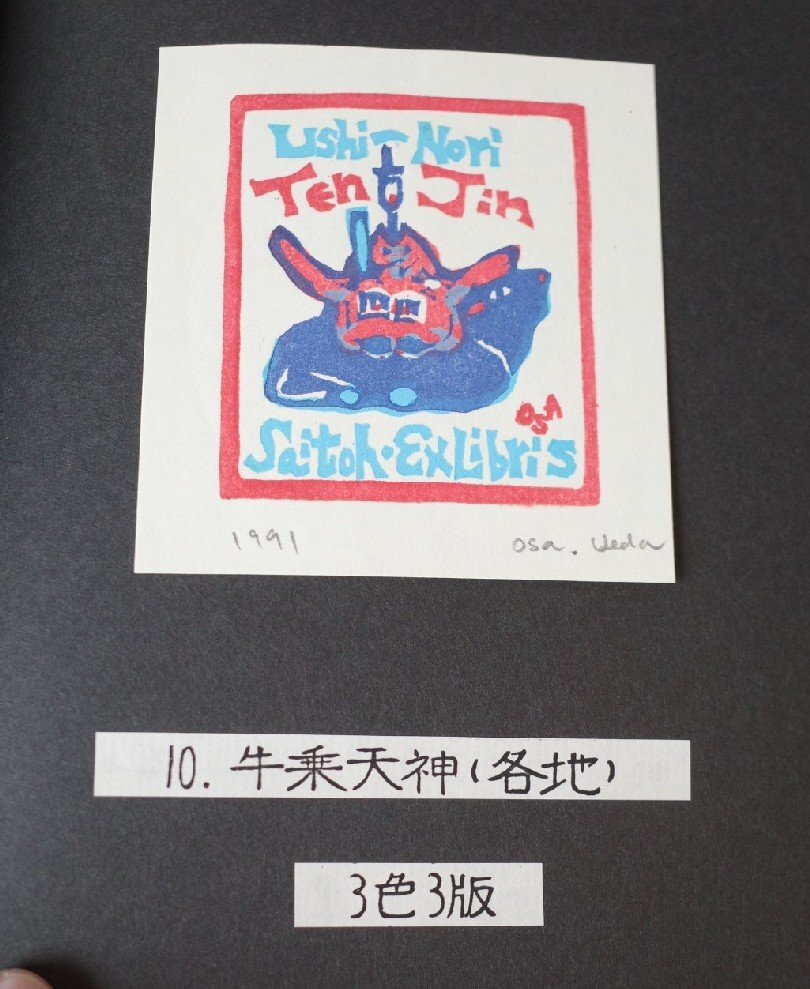 Ushi-Nori
Ten Jin
OSA
Saitoh·ExLibris
1991 osa. Ueda
10. 牛乗天神(各地)
3色3版